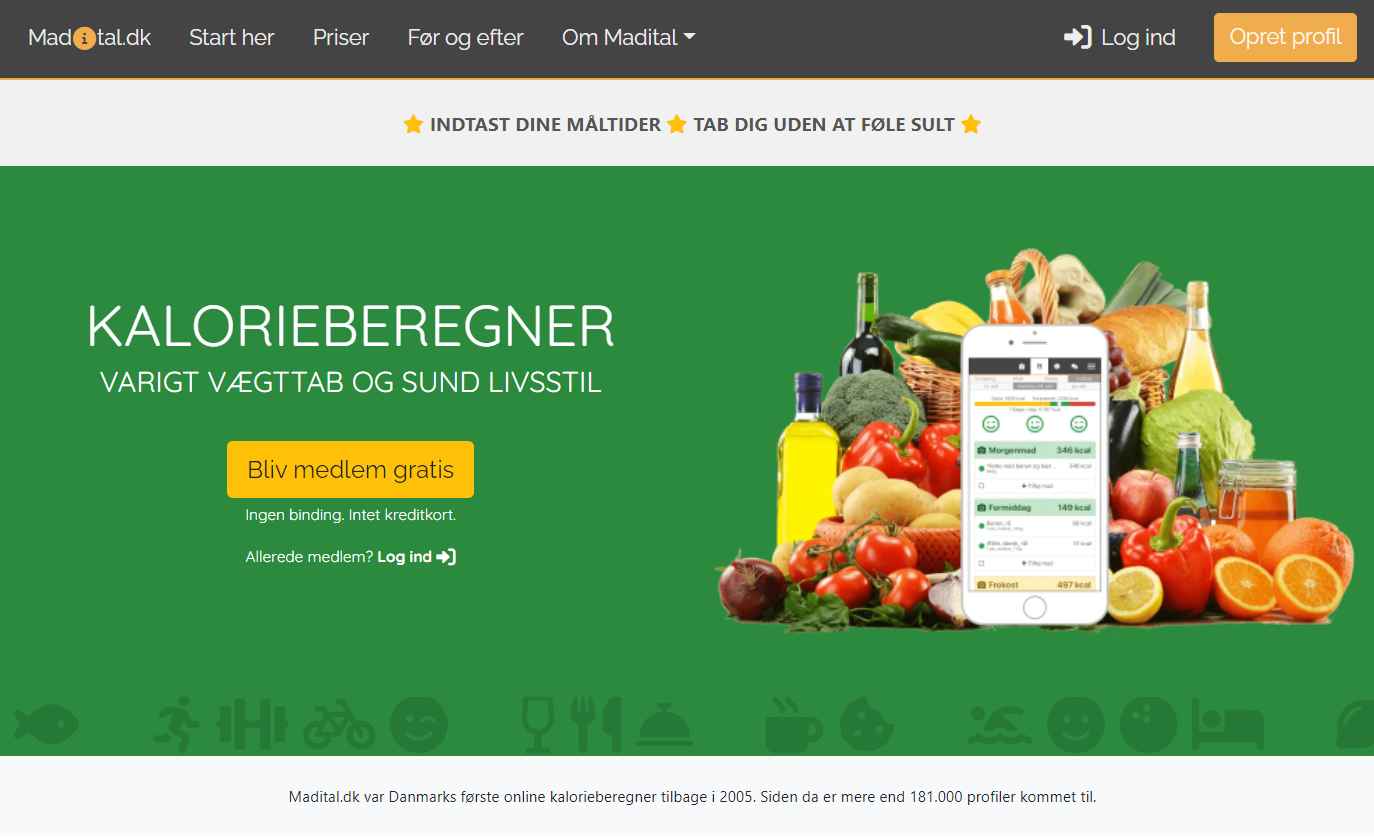 Mad i tal.dk Start her Priser Før og efter Om Madital Log ind Opret profil
INDTAST DINE MÅLTIDER TAB DIG UDEN AT FØLE SULT
KALORIEBEREGNER
VARIGT VÆGTTAB OG SUND LIVSSTIL
Bliv medlem gratis
Ingen binding. Intet kreditkort.
Allerede medlem? Log ind
Morgenmad 346 kcal
Formiddag 149 kcal
Frokost 497 kcal
Madital.dk var Danmarks første online kalorieberegner tilbage i 2005. Siden da er mere end 181.000 profiler kommet til.